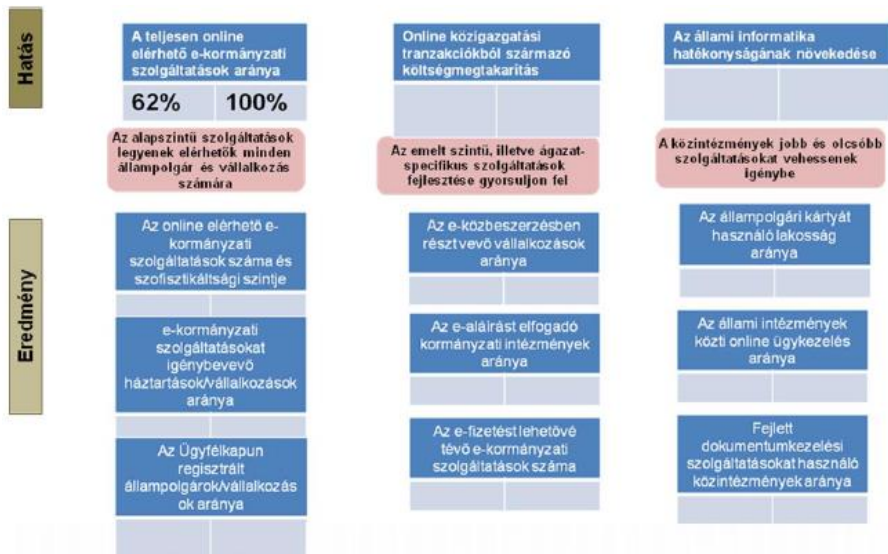 Hatás
A teljesen online
elérhető e-kormányzati
szolgáltatások aránya
62% 100%
Az alapszintű szolgáltatások
legyenek elérhetők minden
állampolgár és vállalkozás
számára
Online közigazgatási
tranzakciókból származó
költségmegtakarítás
Az emelt szintű, illetve ágazat-
specifikus szolgáltatások
fejlesztése gyorsuljon fel
Az állami informatika
hatékonyságának növekedése
A közintézmények jobb és olcsóbb
szolgáltatásokat vehessenek
igénybe
Eredmény
Az online elérhető e-
kormányzati
szolgáltatások száma és
szofisztikáltsági szintje
e-kormányzati
szolgáltatásokat
igénybevevő
háztartások/vállalkozások
aránya
Az Ügyfélkapun
regisztrált
állampolgárok/vállalkozás
ok aránya
Az e-közbeszerzésben
részt vevő vállalkozások
aránya
Az e-aláírást elfogadó
kormányzati intézmények
aránya
Az e-fizetést lehetővé
tévő e-kormányzati
szolgáltatások száma
Az állampolgári kártyát
használó lakosság
aránya
Az állami intézmények
közti online ügykezelés
aránya
Fejlett
dokumentumkezelési
szolgáltatásokat használó
közintézmények aránya